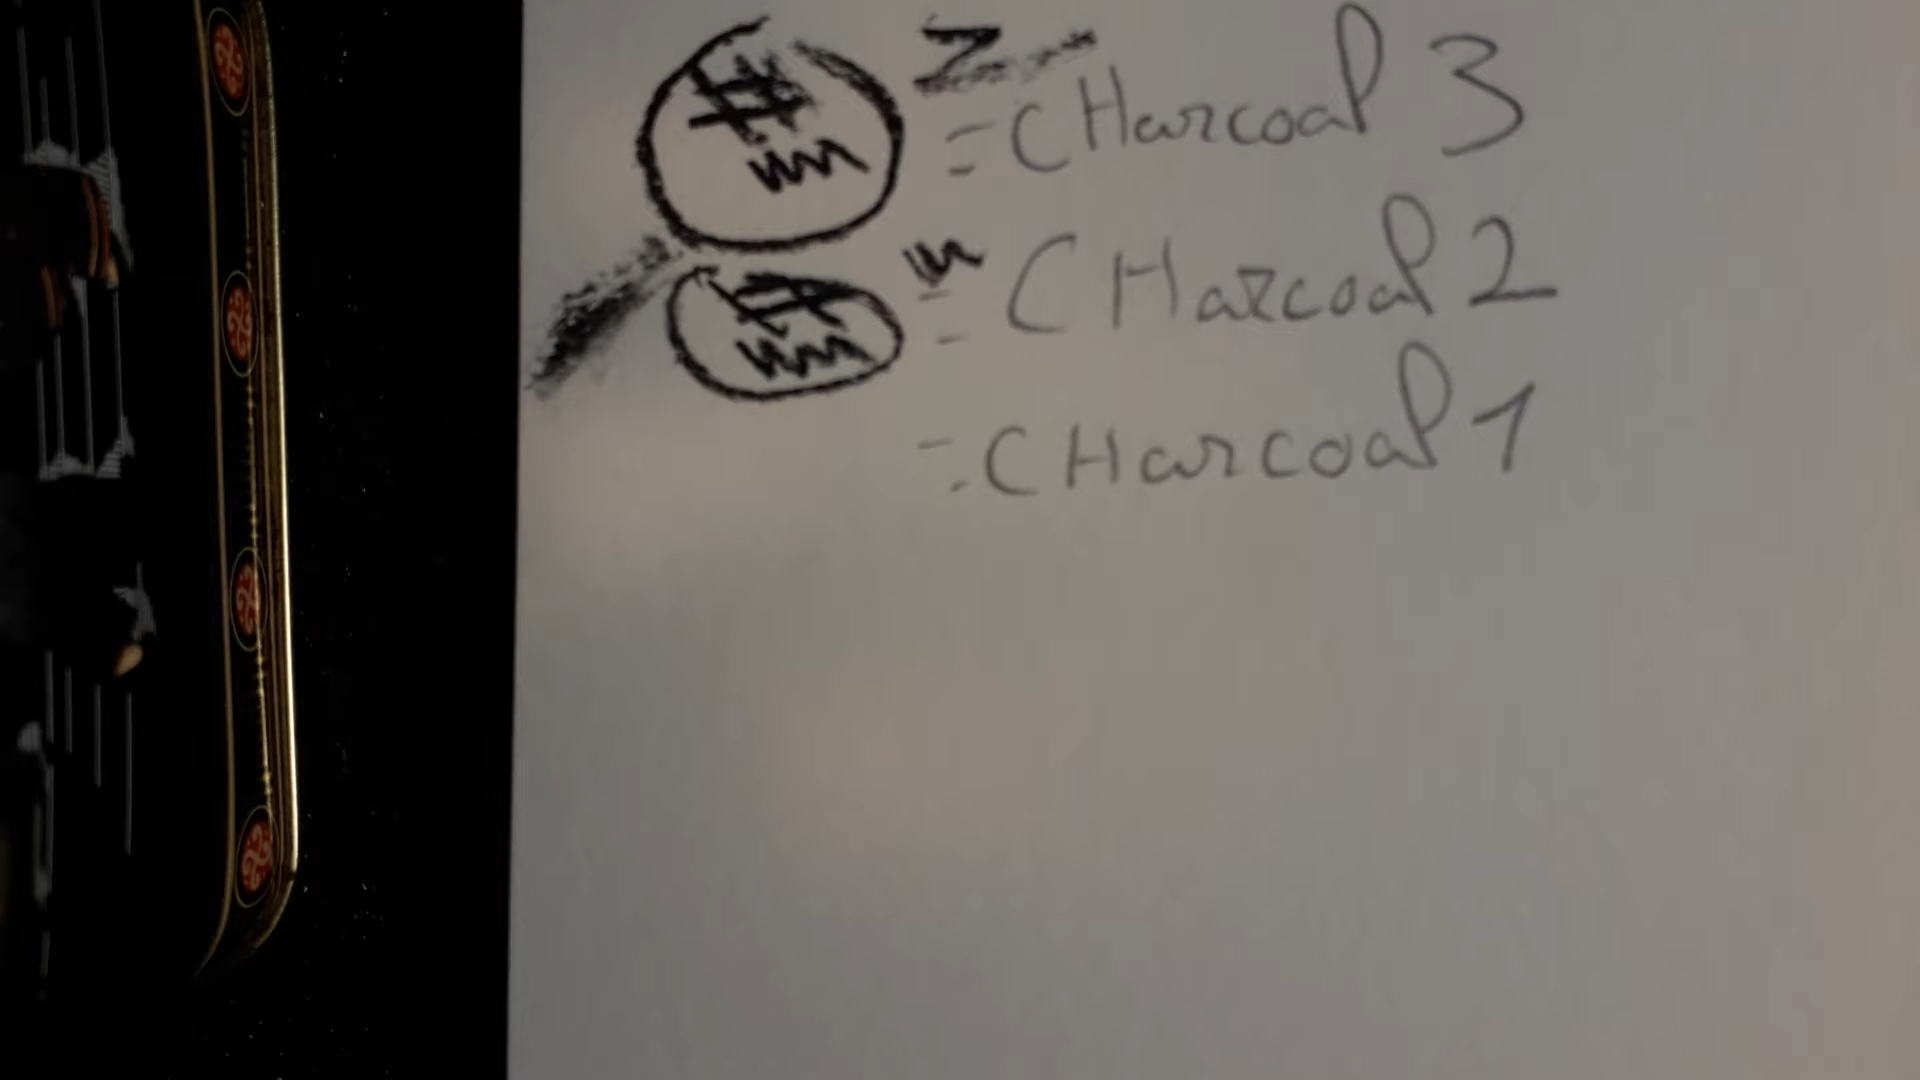 = CHarcoal 3
= CHarcoal 2
= CHarcoal 1